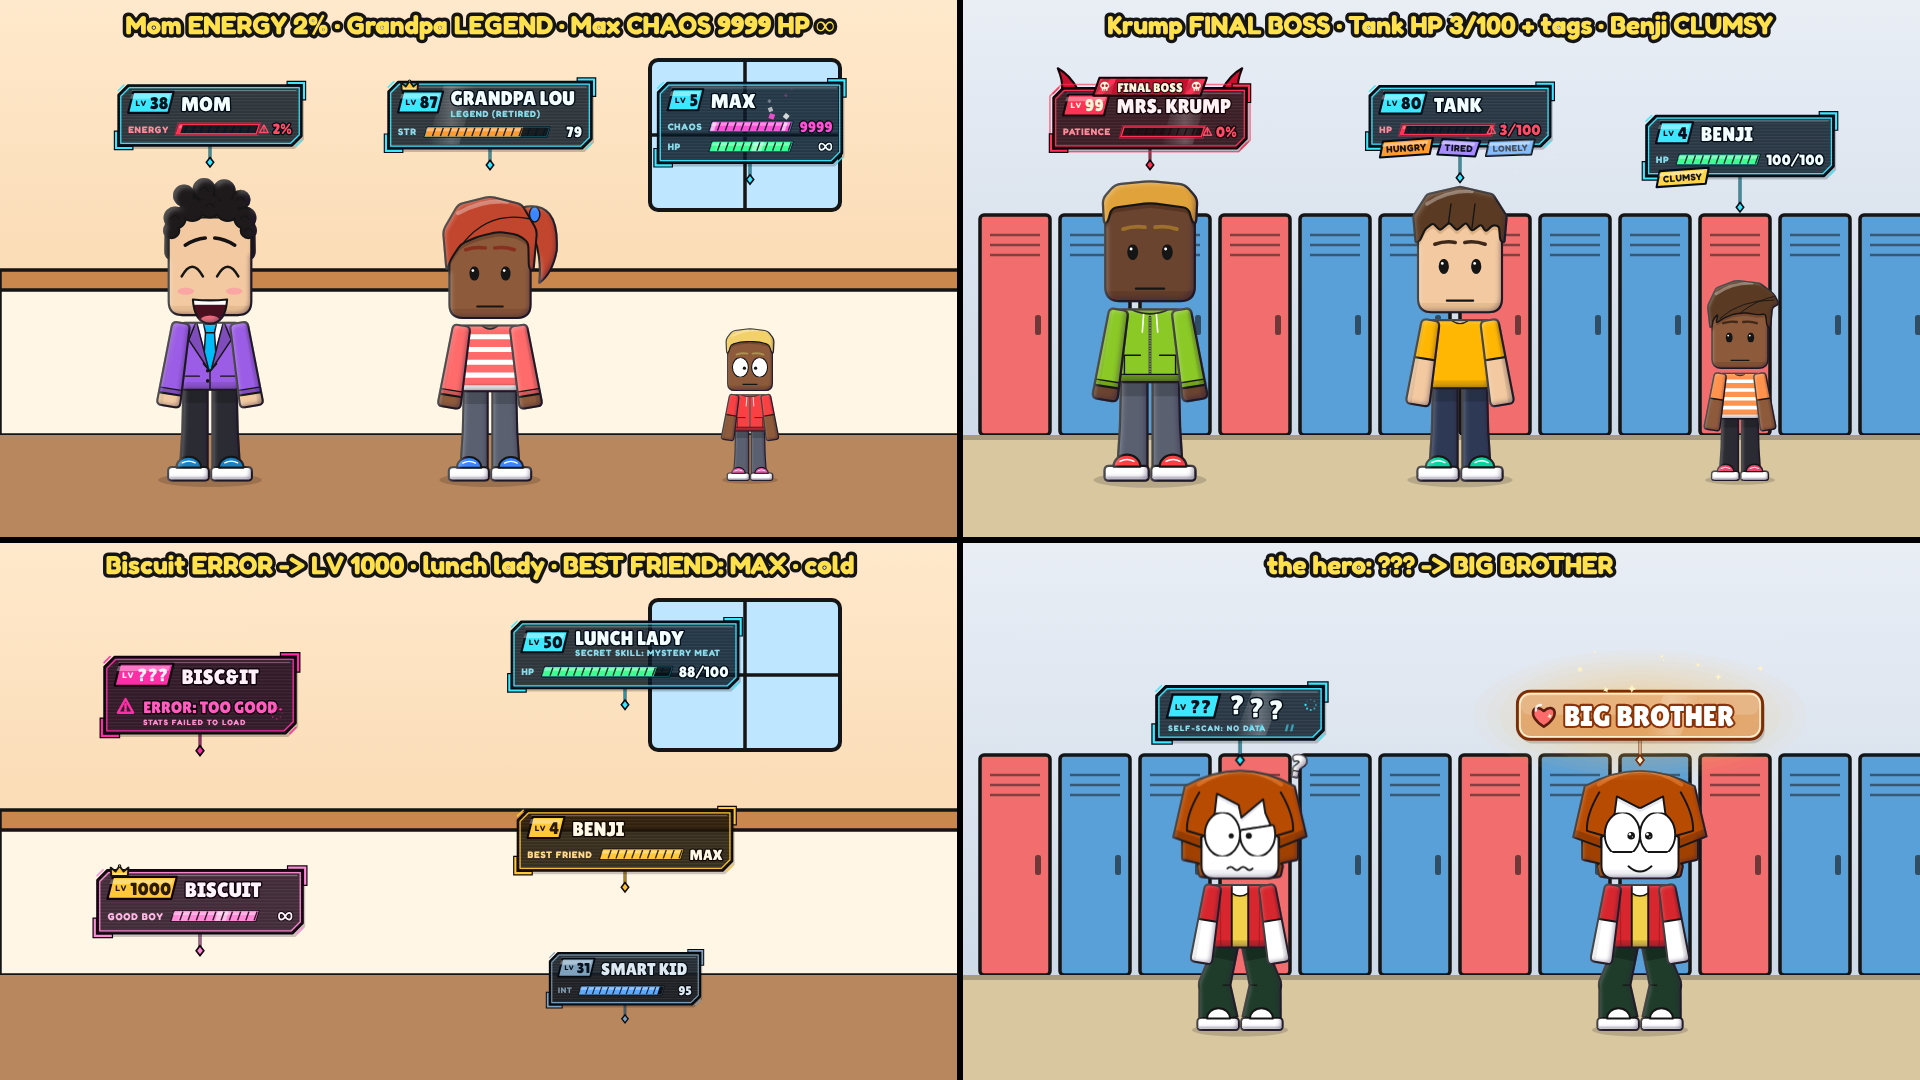 Mom ENERGY 2% · Grandpa LEGEND · Max CHAOS 9999 HP ∞
LV 38 MOM
ENERGY 2%
LV 87 GRANDPA LOU
LEGEND (RETIRED)
STR 79
LV 5 MAX
CHAOS 9999
HP ∞
Krump FINAL BOSS · Tank HP 3/100 + tags · Benji CLUMSY
FINAL BOSS
LV 99 MRS. KRUMP
PATIENCE 0%
LV 80 TANK
HP 3/100
HUNGRY TIRED LONELY
LV 4 BENJI
HP 100/100
CLUMSY
Biscuit ERROR -> LV 1000 · lunch lady · BEST FRIEND: MAX · cold
LV ??? BISC&IT
ERROR: TOO GOOD
STATS FAILED TO LOAD
LV 50 LUNCH LADY
SECRET SKILL: MYSTERY MEAT
HP 88/100
LV 4 BENJI
BEST FRIEND MAX
LV 1000 BISCUIT
GOOD BOY ∞
LV 31 SMART KID
INT 95
the hero: ??? -> BIG BROTHER
LV ?? ???
SELF-SCAN: NO DATA
?
BIG BROTHER